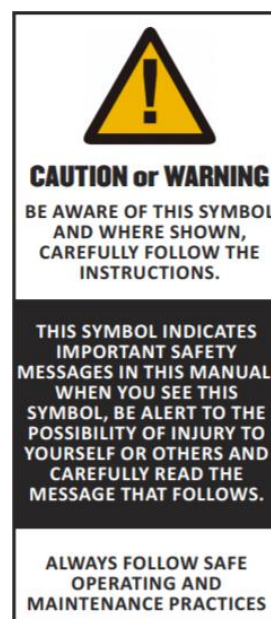 !
CAUTION or WARNING
BE AWARE OF THIS SYMBOL
AND WHERE SHOWN,
CAREFULLY FOLLOW THE
INSTRUCTIONS.
THIS SYMBOL INDICATES
IMPORTANT SAFETY
MESSAGES IN THIS MANUAL.
WHEN YOU SEE THIS
SYMBOL, BE ALERT TO THE
POSSIBILITY OF INJURY TO
YOURSELF OR OTHERS AND
CAREFULLY READ THE
MESSAGE THAT FOLLOWS.
ALWAYS FOLLOW SAFE
OPERATING AND
MAINTENANCE PRACTICES